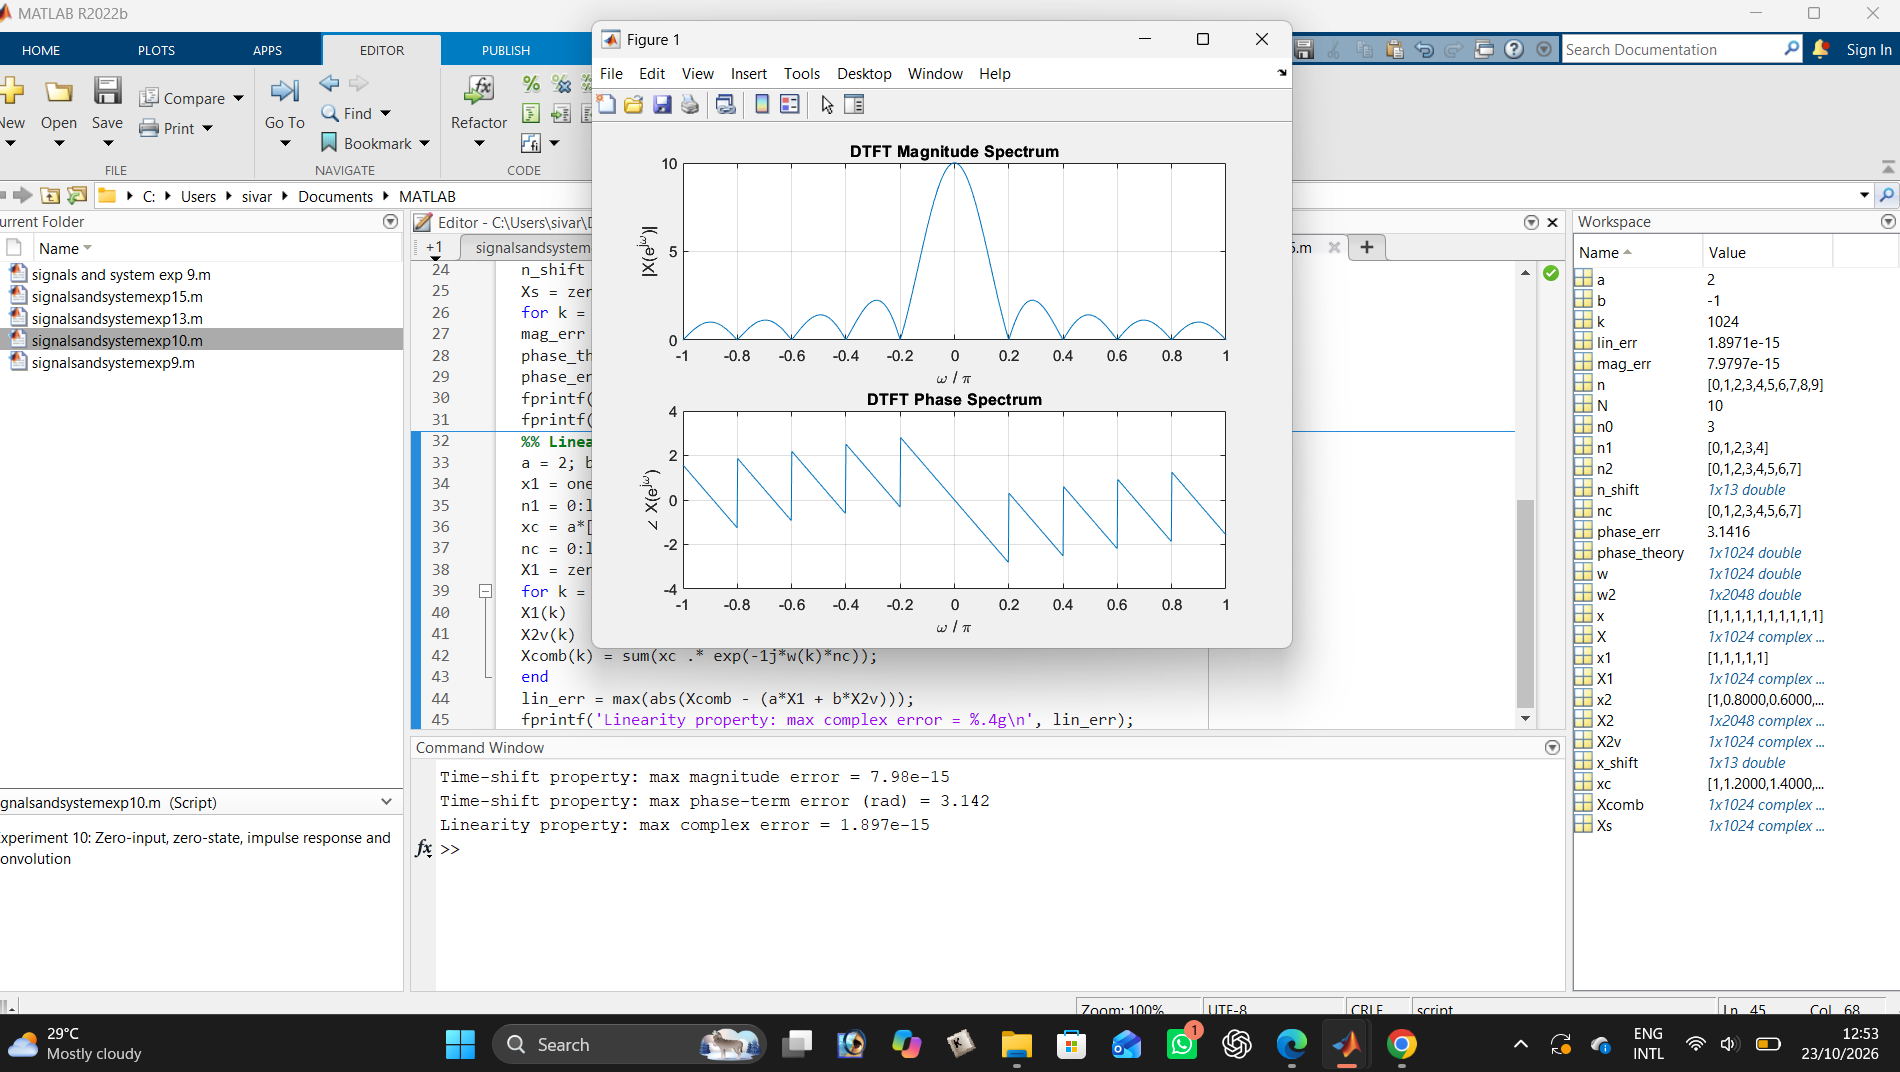 MATLAB R2022b
HOME PLOTS APPS EDITOR PUBLISH
Search Documentation
Sign In
Open Save Compare Print
Go To Find Bookmark
Refactor
FILE NAVIGATE CODE
C: Users sivar Documents MATLAB
Name
signals and system exp 9.m
signalsandsystemexp15.m
signalsandsystemexp13.m
signalsandsystemexp10.m
signalsandsystemexp9.m
(Script)
Experiment 10: Zero-input, zero-state, impulse response and
Figure 1
File Edit View Insert Tools Desktop Window Help
DTFT Magnitude Spectrum
|X(e^jω)|
10
5
0
-1 -0.8 -0.6 -0.4 -0.2 0 0.2 0.4 0.6 0.8 1
ω / π
DTFT Phase Spectrum
∠ X(e^jω)
4
2
0
-2
-4
-1 -0.8 -0.6 -0.4 -0.2 0 0.2 0.4 0.6 0.8 1
ω / π
Editor - C:\Users\sivar\
+1 signalsandsystem
24 n_shift
25 Xs = zer
26 for k =
27 mag_err
28 phase_th
29 phase_er
30 fprintf(
31 fprintf(
32 %% Linea
33 a = 2; b
34 x1 = one
35 n1 = 0:l
36 xc = a*[
37 nc = 0:l
38 X1 = zer
39 for k =
40 X1(k)
41 X2v(k)
42 Xcomb(k) = sum(xc .* exp(-1j*w(k)*nc));
43 end
44 lin_err = max(abs(Xcomb - (a*X1 + b*X2v)));
45 fprintf('Linearity property: max complex error = %.4g\n', lin_err);
Command Window
Time-shift property: max magnitude error = 7.98e-15
Time-shift property: max phase-term error (rad) = 3.142
Linearity property: max complex error = 1.897e-15
fx >>
Workspace
Name Value
a 2
b -1
k 1024
lin_err 1.8971e-15
mag_err 7.9797e-15
n [0,1,2,3,4,5,6,7,8,9]
N 10
n0 3
n1 [0,1,2,3,4]
n2 [0,1,2,3,4,5,6,7]
n_shift 1x13 double
nc [0,1,2,3,4,5,6,7]
phase_err 3.1416
phase_theory 1x1024 double
w 1x1024 double
w2 1x2048 double
x [1,1,1,1,1,1,1,1,1,1]
X 1x1024 complex ...
x1 [1,1,1,1,1]
X1 1x1024 complex ...
x2 [1,0.8000,0.6000,...
X2 1x2048 complex ...
X2v 1x1024 complex ...
x_shift 1x13 double
xc [1,1.2000,1.4000,...
Xcomb 1x1024 complex ...
Xs 1x1024 complex ...
Zoom: 100% UTF-8 CRLF script Ln 45 Col 68
29°C
Mostly cloudy
Search
1
ENG
INTL
12:53
23/10/2026